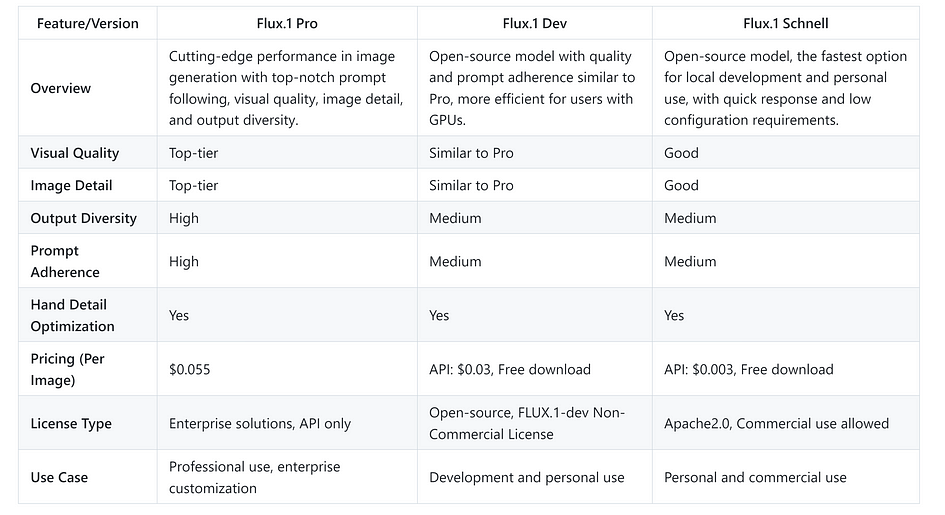 Feature/Version Flux.1 Pro Flux.1 Dev Flux.1 Schnell
Overview
Cutting-edge performance in image
generation with top-notch prompt
following, visual quality, image detail,
and output diversity.
Open-source model with quality
and prompt adherence similar to
Pro, more efficient for users with
GPUs.
Open-source model, the fastest option
for local development and personal
use, with quick response and low
configuration requirements.
Visual Quality Top-tier Similar to Pro Good
Image Detail Top-tier Similar to Pro Good
Output Diversity High Medium Medium
Prompt
Adherence
High Medium Medium
Hand Detail
Optimization
Yes Yes Yes
Pricing (Per
Image)
$0.055 API: $0.03, Free download API: $0.003, Free download
License Type
Enterprise solutions, API only
Open-source, FLUX.1-dev Non-
Commercial License
Apache2.0, Commercial use allowed
Use Case
Professional use, enterprise
customization
Development and personal use
Personal and commercial use